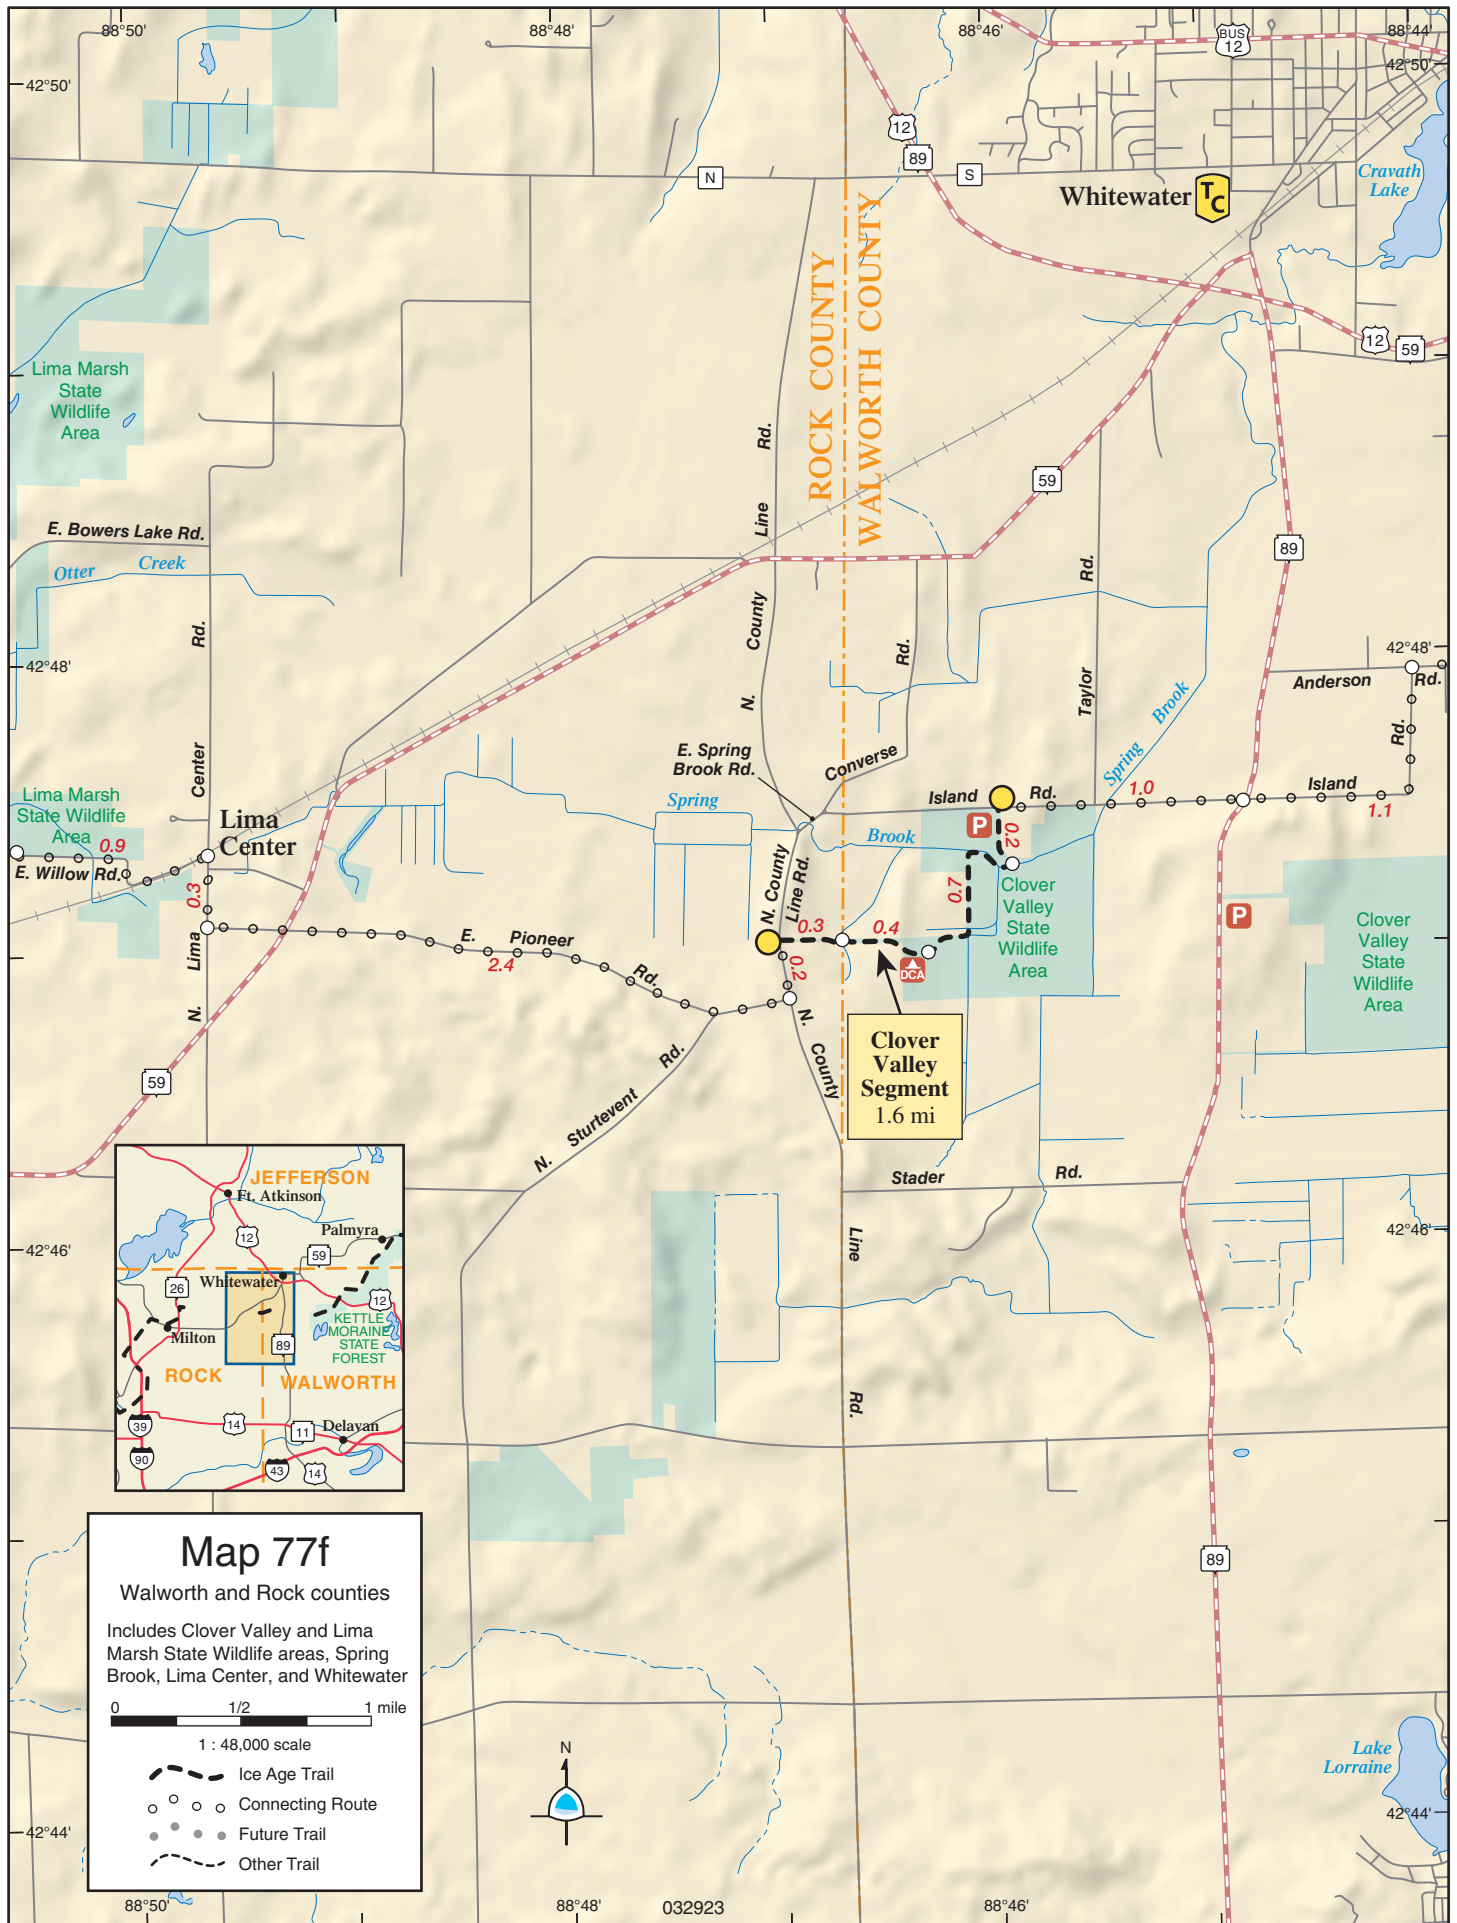 88°50'
88°48'
88°46'
88°44'
42°50'
42°50'
BUS
12
12
89
N
S
Whitewater
TC
Cravath
Lake
ROCK COUNTY
WALWORTH COUNTY
12
59
Lima Marsh
State
Wildlife
Area
Rd.
Line
County
N.
59
89
E. Bowers Lake Rd.
Otter Creek
Rd.
Center
Rd.
Rd.
Taylor
42°48'
42°48'
Anderson Rd.
Rd.
Spring Brook
E. Spring
Brook Rd.
Converse
Island Rd.
1.0
Island
1.1
Spring
Brook
Lima Marsh
State Wildlife
Area
0.9
E. Willow Rd.
Lima
Center
0.3
P
0.2
0.7
Clover
Valley
State
Wildlife
Area
P
Clover
Valley
State
Wildlife
Area
N. County
Line Rd.
0.3
0.4
DCA
0.2
E. Pioneer
2.4
Rd.
Lima
N.
N.
County
Clover
Valley
Segment
1.6 mi
59
N. Sturtevent Rd.
Stader Rd.
Line
Rd.
42°46'
42°46'
JEFFERSON
Ft. Atkinson
Palmyra
12
59
Whitewater
26
12
Milton
KETTLE
MORAINE
STATE
FOREST
89
ROCK
WALWORTH
39
14
11
Delavan
90
43
14
89
Map 77f
Walworth and Rock counties
Includes Clover Valley and Lima
Marsh State Wildlife areas, Spring
Brook, Lima Center, and Whitewater
0 1/2 1 mile
1 : 48,000 scale
Ice Age Trail
Connecting Route
Future Trail
Other Trail
N
Lake
Lorraine
42°44'
42°44'
88°50'
88°48'
032923
88°46'